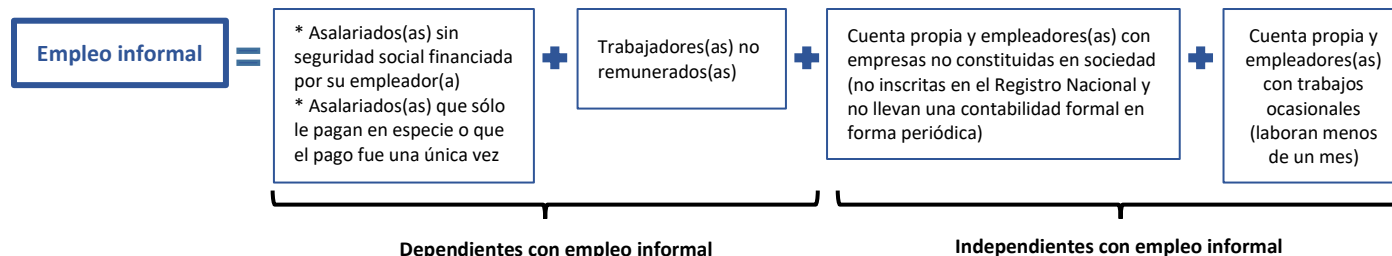 Empleo informal
* Asalariados(as) sin
seguridad social financiada
por su empleador(a)
* Asalariados(as) que sólo
le pagan en especie o que
el pago fue una única vez
Trabajadores(as) no
remunerados(as)
Cuenta propia y empleadores(as) con
empresas no constituidas en sociedad
(no inscritas en el Registro Nacional y
no llevan una contabilidad formal en
forma periódica)
Cuenta propia y
empleadores(as)
con trabajos
ocasionales
(laboran menos
de un mes)
Dependientes con empleo informal
Independientes con empleo informal